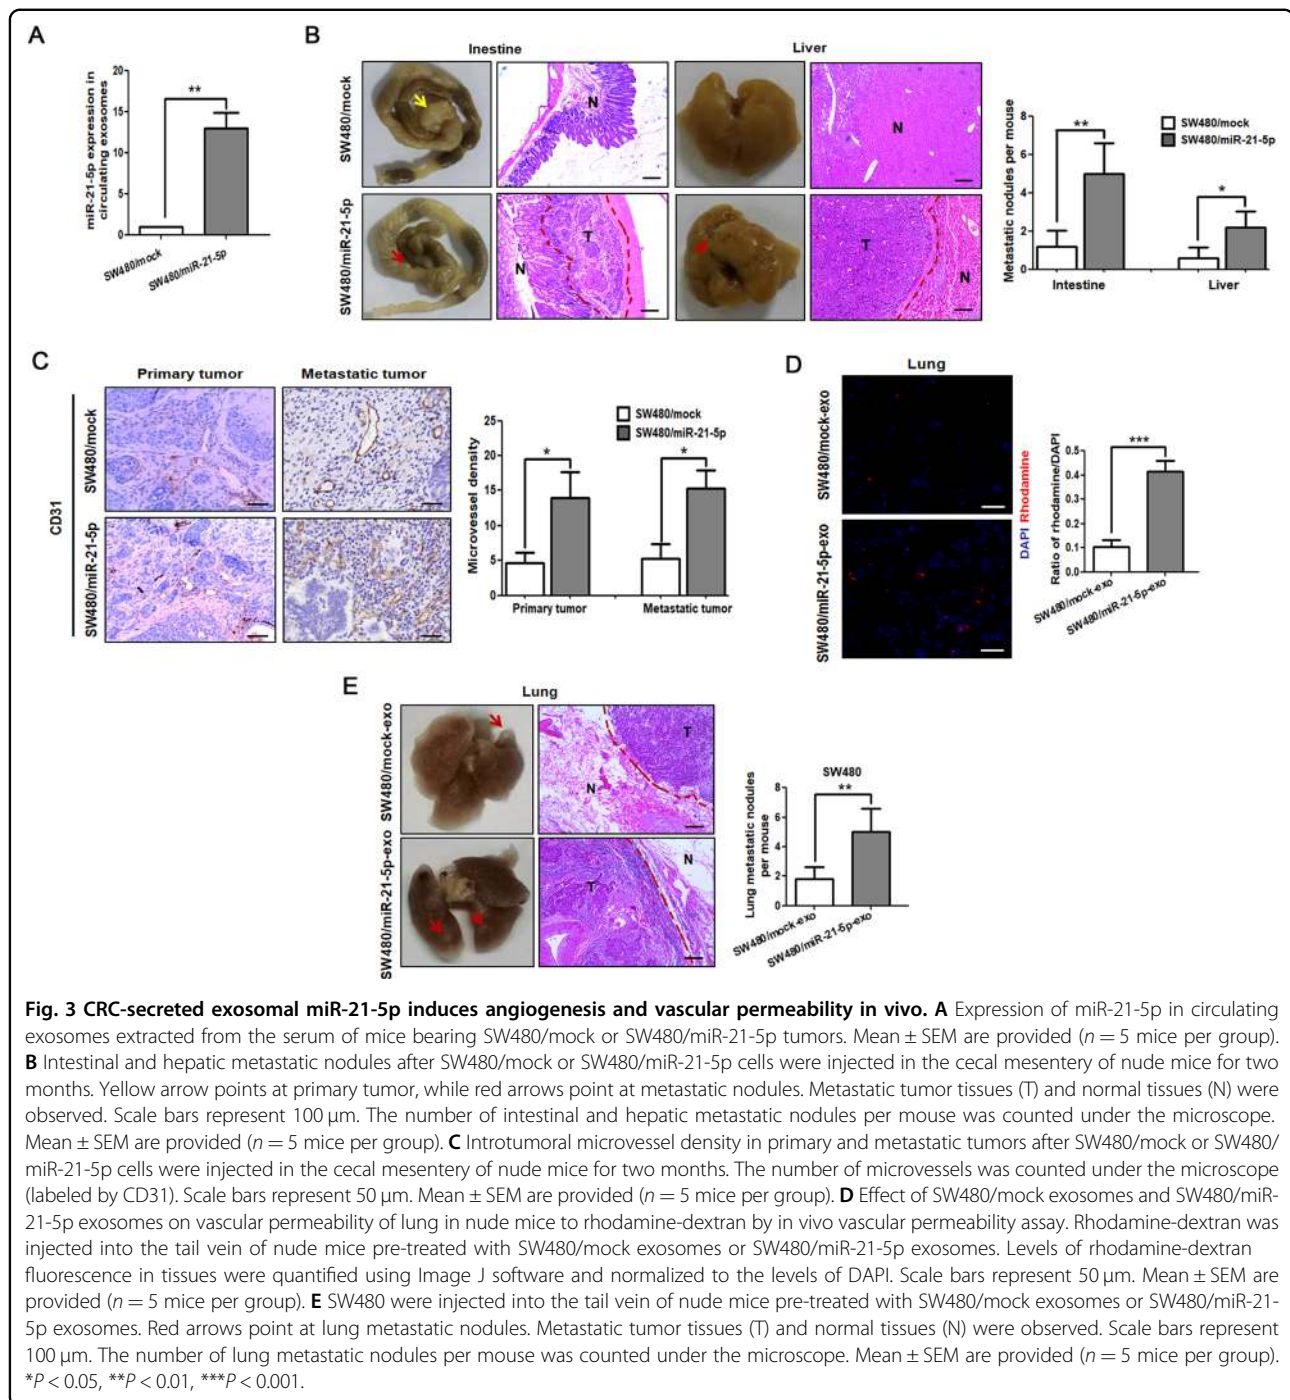 A
miR-21-5p expression in
circulating exosomes
20
15
10
5
0
**
SW480/mock
SW480/miR-21-5p
B
Inestine
Liver
SW480/mock
SW480/miR-21-5p
N
N
T
N
T
N
Metastatic nodules per mouse
8
6
4
2
0
**
*
SW480/mock
SW480/miR-21-5p
Intestine
Liver
C
Primary tumor
Metastatic tumor
CD31
SW480/mock
SW480/miR-21-5p
Microvessel density
25
20
15
10
5
0
*
*
SW480/mock
SW480/miR-21-5p
Primary tumor
Metastatic tumor
D
Lung
SW480/mock-exo
SW480/miR-21-5p-exo
DAPI Rhodamine
Ratio of rhodamine/DAPI
0.5
0.4
0.3
0.2
0.1
0.0
***
SW480/mock-exo
SW480/miR-21-5p-exo
E
Lung
SW480/mock-exo
SW480/miR-21-5p-exo
T
N
T
N
SW480
Lung metastatic nodules
per mouse
8
6
4
2
0
**
SW480/mock-exo
SW480/miR-21-5p-exo
Fig. 3 CRC-secreted exosomal miR-21-5p induces angiogenesis and vascular permeability in vivo. A Expression of miR-21-5p in circulating
exosomes extracted from the serum of mice bearing SW480/mock or SW480/miR-21-5p tumors. Mean ± SEM are provided (n = 5 mice per group).
B Intestinal and hepatic metastatic nodules after SW480/mock or SW480/miR-21-5p cells were injected in the cecal mesentery of nude mice for two
months. Yellow arrow points at primary tumor, while red arrows point at metastatic nodules. Metastatic tumor tissues (T) and normal tissues (N) were
observed. Scale bars represent 100 μm. The number of intestinal and hepatic metastatic nodules per mouse was counted under the microscope.
Mean ± SEM are provided (n = 5 mice per group). C Introtumoral microvessel density in primary and metastatic tumors after SW480/mock or SW480/
miR-21-5p cells were injected in the cecal mesentery of nude mice for two months. The number of microvessels was counted under the microscope
(labeled by CD31). Scale bars represent 50 μm. Mean ± SEM are provided (n = 5 mice per group). D Effect of SW480/mock exosomes and SW480/miR-
21-5p exosomes on vascular permeability of lung in nude mice to rhodamine-dextran by in vivo vascular permeability assay. Rhodamine-dextran was
injected into the tail vein of nude mice pre-treated with SW480/mock exosomes or SW480/miR-21-5p exosomes. Levels of rhodamine-dextran
fluorescence in tissues were quantified using Image J software and normalized to the levels of DAPI. Scale bars represent 50 μm. Mean ± SEM are
provided (n = 5 mice per group). E SW480 were injected into the tail vein of nude mice pre-treated with SW480/mock exosomes or SW480/miR-21-
5p exosomes. Red arrows point at lung metastatic nodules. Metastatic tumor tissues (T) and normal tissues (N) were observed. Scale bars represent
100 μm. The number of lung metastatic nodules per mouse was counted under the microscope. Mean ± SEM are provided (n = 5 mice per group).
*P < 0.05, **P < 0.01, ***P < 0.001.